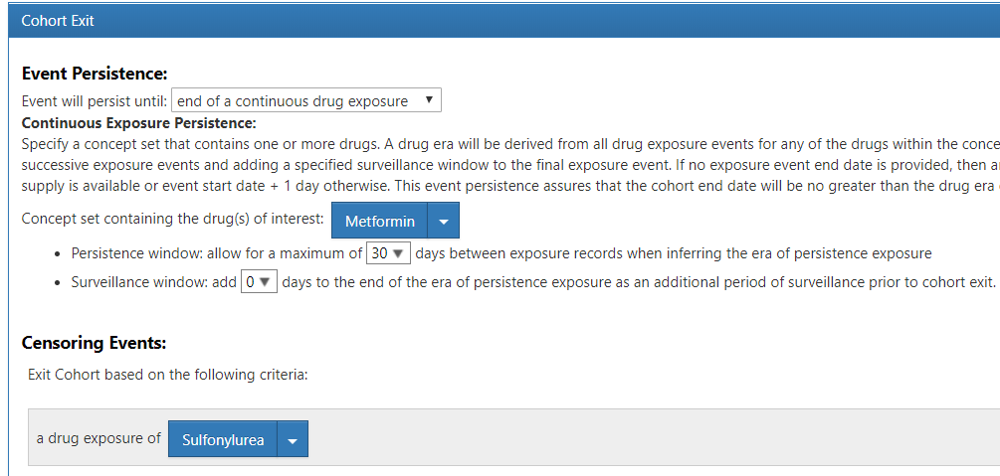 Cohort Exit
Event Persistence:
Event will persist until: end of a continuous drug exposure
Continuous Exposure Persistence:
Specify a concept set that contains one or more drugs. A drug era will be derived from all drug exposure events for any of the drugs within the conce
successive exposure events and adding a specified surveillance window to the final exposure event. If no exposure event end date is provided, then a
supply is available or event start date + 1 day otherwise. This event persistence assures that the cohort end date will be no greater than the drug era
Concept set containing the drug(s) of interest: Metformin
• Persistence window: allow for a maximum of 30 days between exposure records when inferring the era of persistence exposure
• Surveillance window: add 0 days to the end of the era of persistence exposure as an additional period of surveillance prior to cohort exit.
Censoring Events:
Exit Cohort based on the following criteria:
a drug exposure of Sulfonylurea